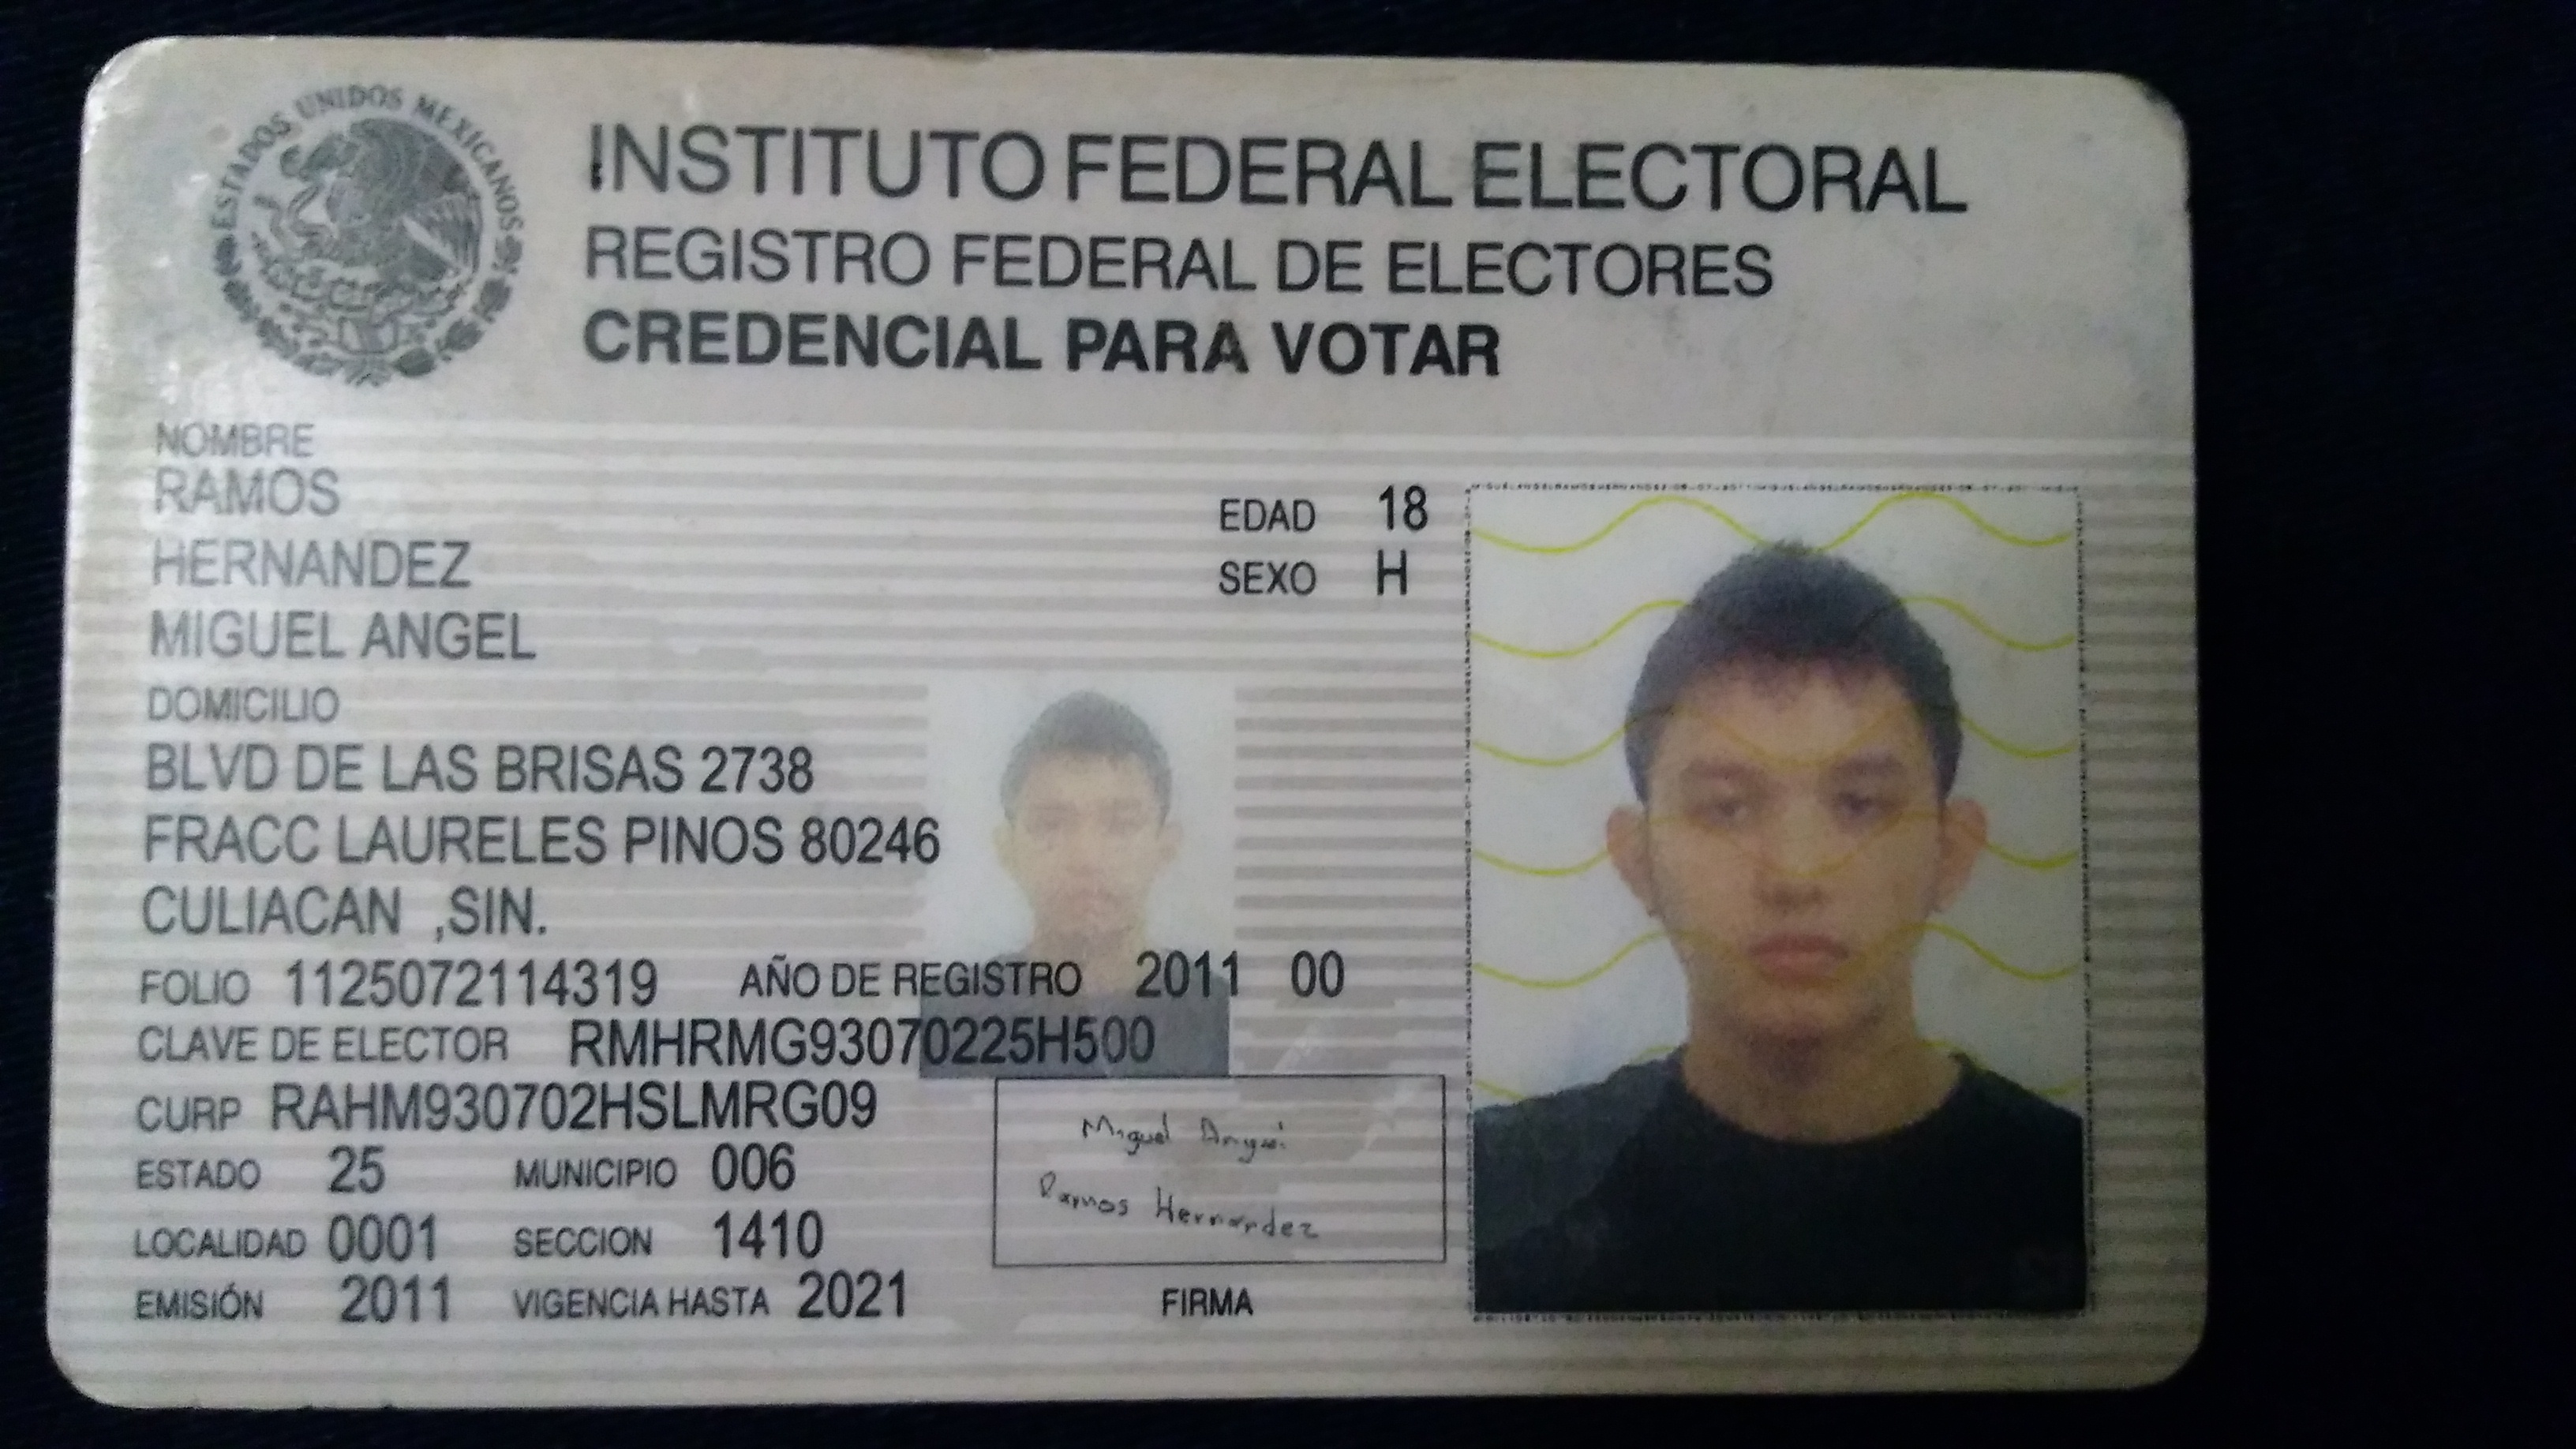 ESTADOS UNIDOS MEXICANOS
INSTITUTO FEDERAL ELECTORAL
REGISTRO FEDERAL DE ELECTORES
CREDENCIAL PARA VOTAR
NOMBRE
RAMOS
HERNANDEZ
MIGUEL ANGEL
EDAD 18
SEXO H
DOMICILIO
BLVD DE LAS BRISAS 2738
FRACC LAURELES PINOS 80246
CULIACAN ,SIN.
FOLIO 1125072114319 AÑO DE REGISTRO 2011 00
CLAVE DE ELECTOR RMHRMG93070225H500
CURP RAHM930702HSLMRG09
ESTADO 25 MUNICIPIO 006
LOCALIDAD 0001 SECCION 1410
EMISIÓN 2011 VIGENCIA HASTA 2021
Miguel Angel
Ramos Hernandez
FIRMA